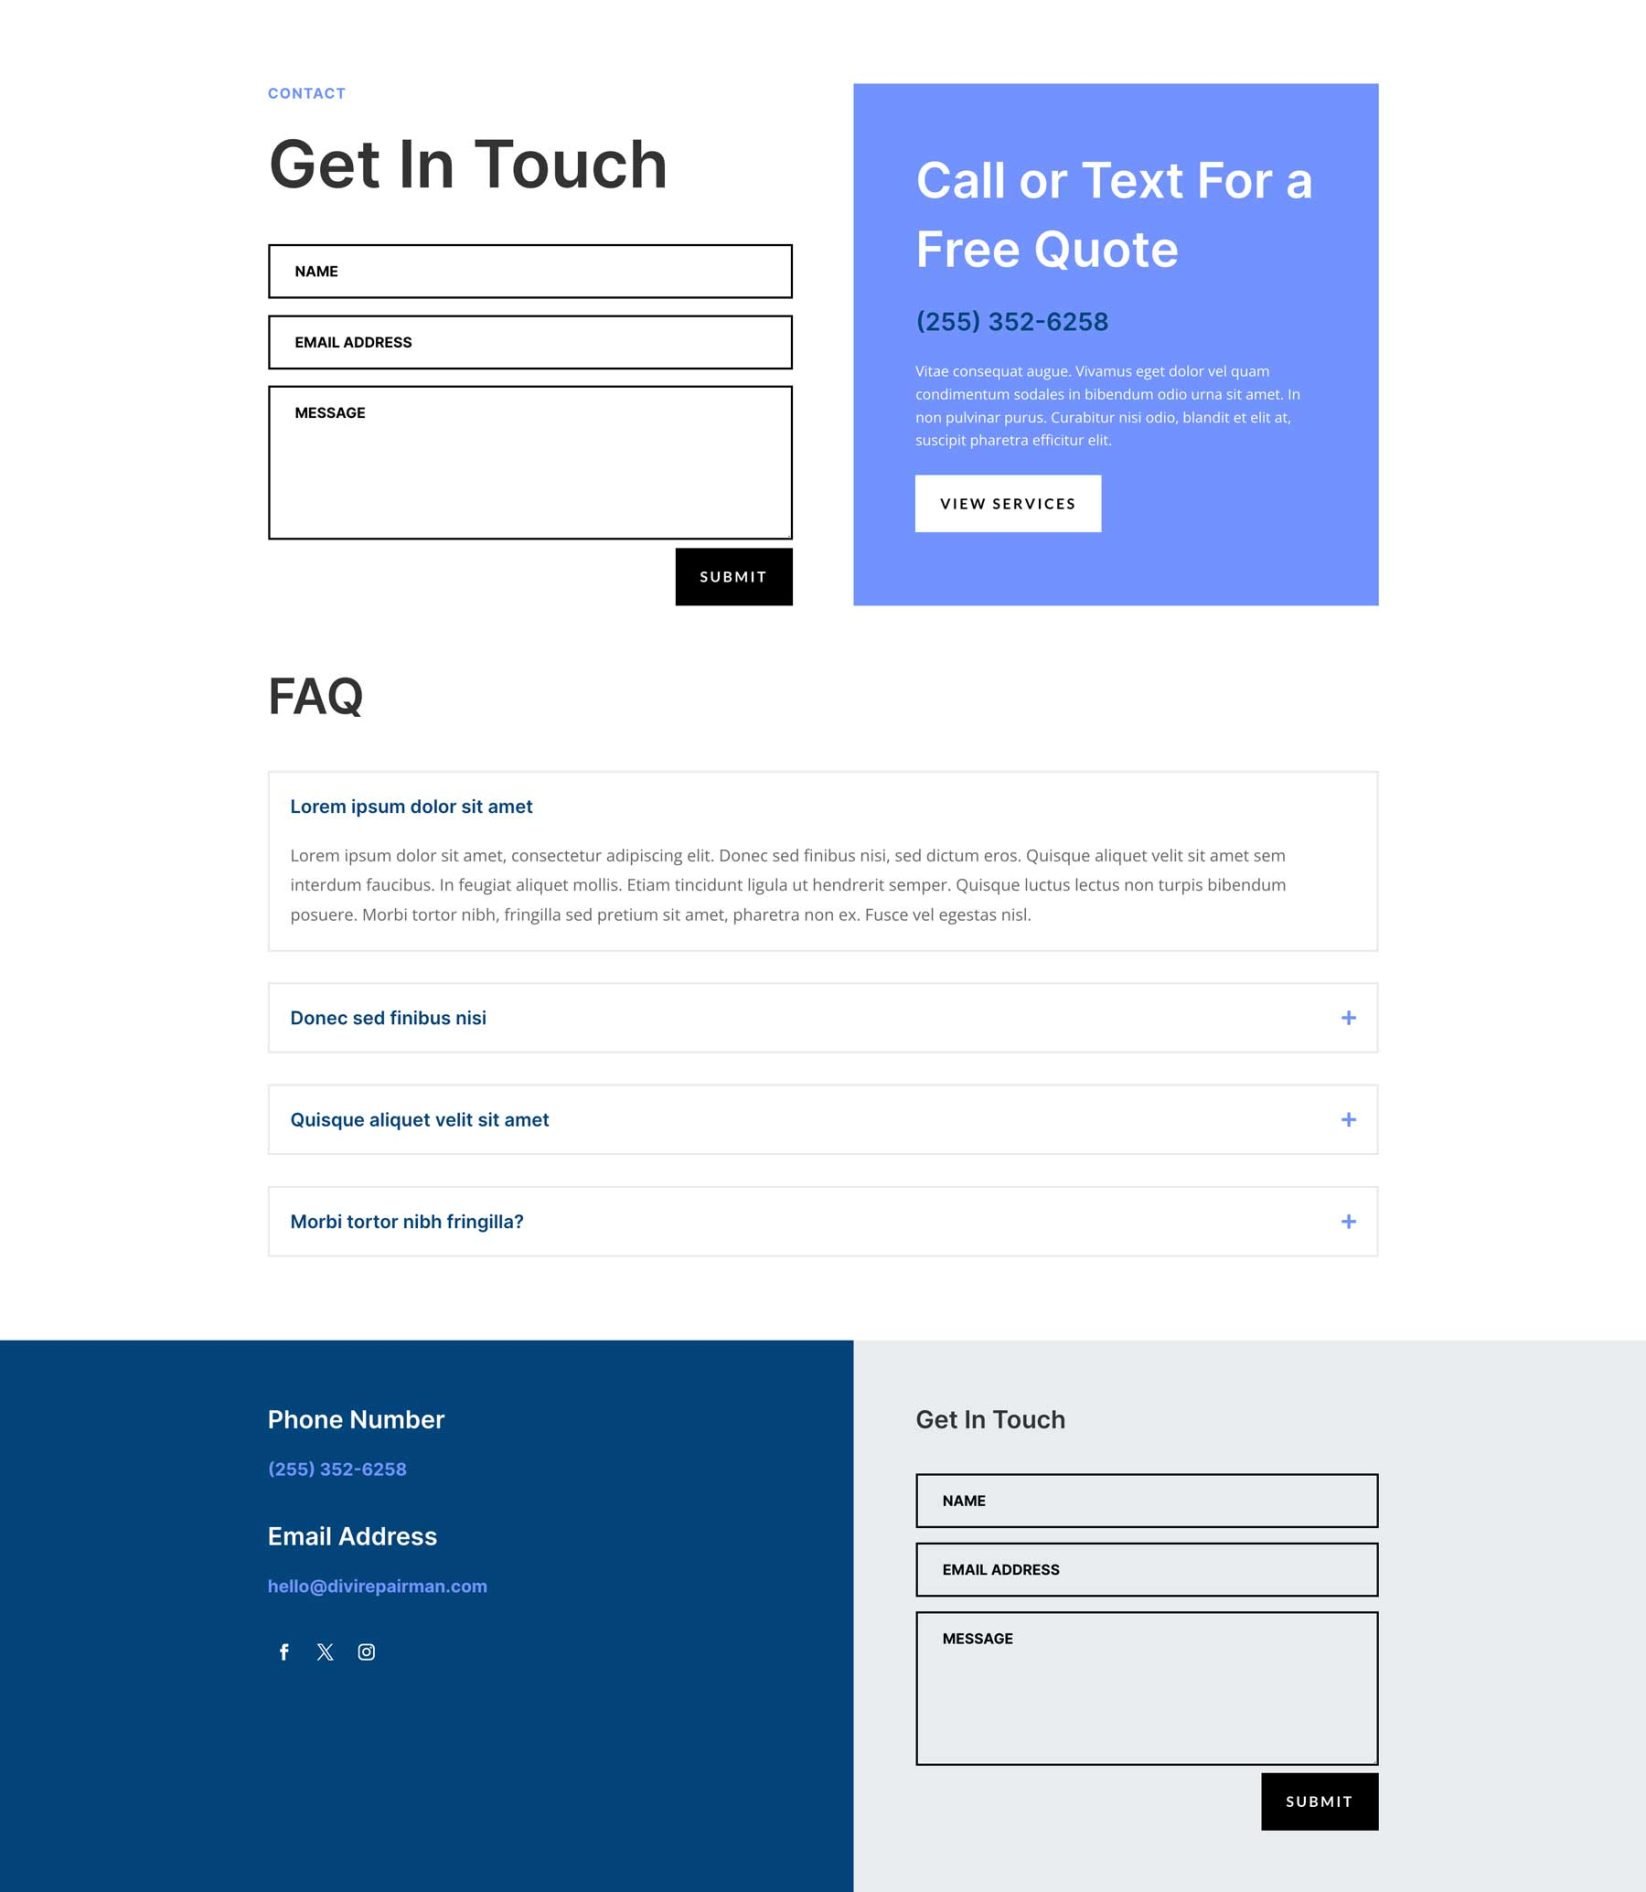 CONTACT
Get In Touch
NAME
EMAIL ADDRESS
MESSAGE
SUBMIT
Call or Text For a
Free Quote
(255) 352-6258
Vitae consequat augue. Vivamus eget dolor vel quam
condimentum sodales in bibendum odio urna sit amet. In
non pulvinar purus. Curabitur nisi odio, blandit et elit at,
suscipit pharetra efficitur elit.
VIEW SERVICES
FAQ
Lorem ipsum dolor sit amet
Lorem ipsum dolor sit amet, consectetur adipiscing elit. Donec sed finibus nisi, sed dictum eros. Quisque aliquet velit sit amet sem
interdum faucibus. In feugiat aliquet mollis. Etiam tincidunt ligula ut hendrerit semper. Quisque luctus lectus non turpis bibendum
posuere. Morbi tortor nibh, fringilla sed pretium sit amet, pharetra non ex. Fusce vel egestas nisl.
Donec sed finibus nisi
Quisque aliquet velit sit amet
Morbi tortor nibh fringilla?
Phone Number
(255) 352-6258
Email Address
hello@divirepairman.com
Get In Touch
NAME
EMAIL ADDRESS
MESSAGE
SUBMIT